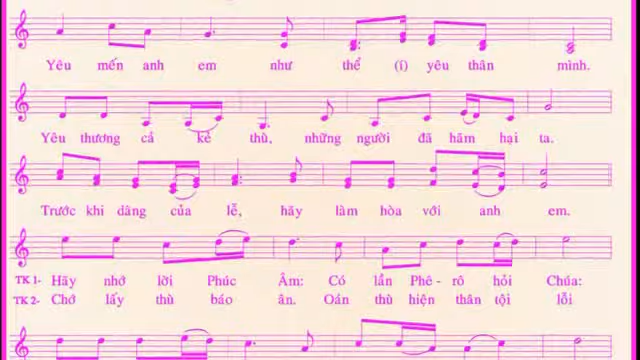 Yêu mến anh em như thể (i) yêu thân mình.
Yêu thương cả kẻ thù, những người đã hãm hại ta.
Trước khi dâng của lễ, hãy làm hòa với anh em.
TK 1- Hãy nhớ lời Phúc Âm: Có lần Phê - rô hỏi Chúa:
TK 2- Chớ lấy thù báo ân. Oán thù hiện thân tội lỗi